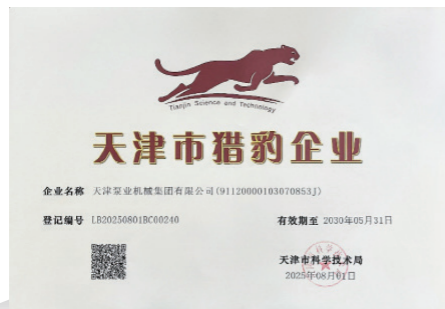 Tianjin Science and Technology
天津市猎豹企业
企业名称 天津泵业机械集团有限公司(91120000103070853J)
登记编号 LB20250801BC00240
有效期至 2030年05月31日
天津市科学技术局
2025年08月01日